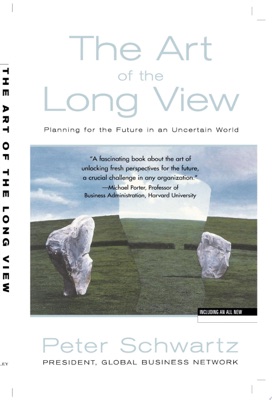 The Art
of the
Long View
Planning for the Future in an Uncertain World
"A fascinating book about the art of
unlocking fresh perspectives for the future,
a crucial challenge in any organization."
—Michael Porter, Professor of
Business Administration, Harvard University
INCLUDING AN ALL NEW
Peter Schwartz
PRESIDENT, GLOBAL BUSINESS NETWORK
THE ART OF THE LONG VIEW
LEY